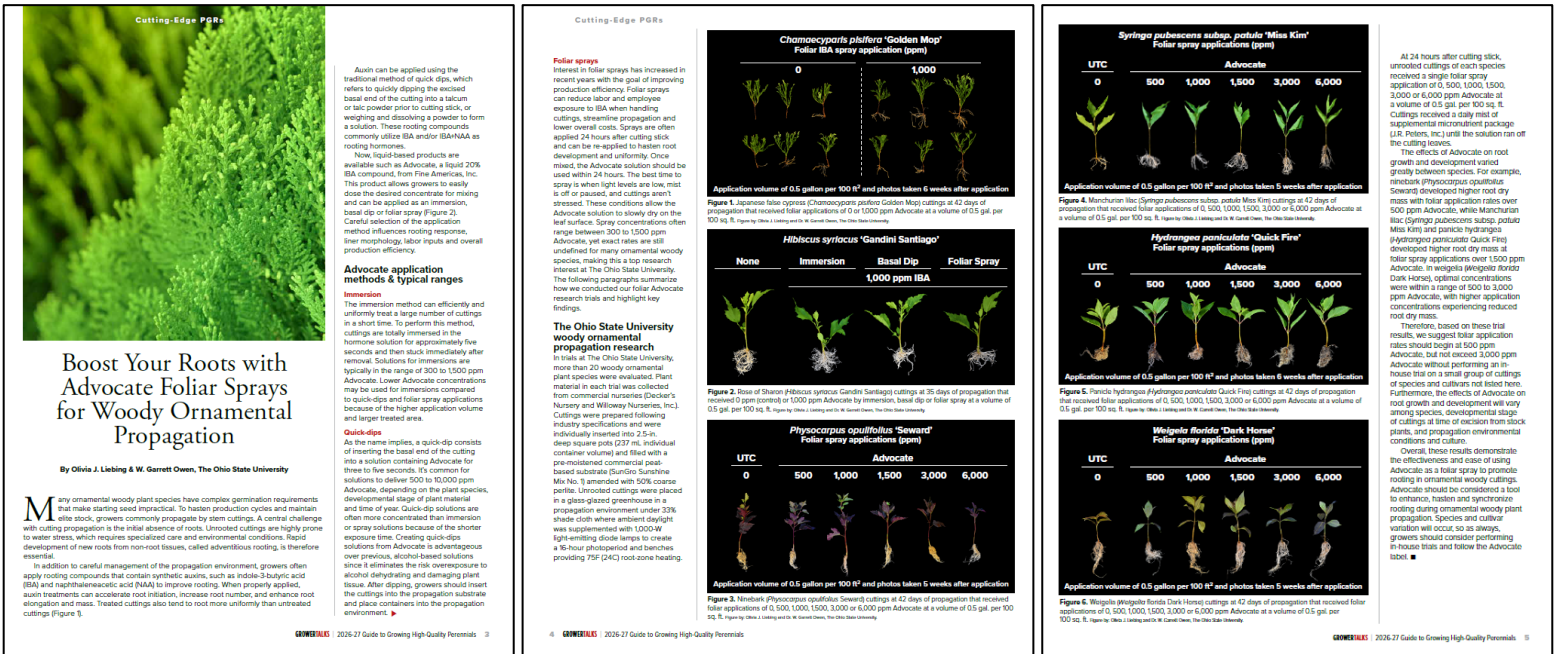 Cutting-Edge PGRs
Boost Your Roots with
Advocate Foliar Sprays
for Woody Ornamental
Propagation
By Olivia J. Liebing & W. Garrett Owen, The Ohio State University
Many ornamental woody plant species have complex germination requirements
that make starting seed impractical. To hasten production cycles and maintain
elite stock, growers commonly propagate by stem cuttings. A central challenge
with cutting propagation is the initial absence of roots. Unrooted cuttings are highly prone
to water stress, which requires specialized care and environmental conditions. Rapid
development of new roots from non-root tissues, called adventitious rooting, is therefore
essential.
In addition to careful management of the propagation environment, growers often
apply rooting compounds that contain synthetic auxins, such as indole-3-butyric acid
(IBA) and naphthaleneacetic acid (NAA) to improve rooting. When properly applied,
auxin treatments can accelerate root initiation, increase root number, and enhance root
elongation and mass. Treated cuttings also tend to root more uniformly than untreated
cuttings (Figure 1).
Auxin can be applied using the
traditional method of quick dips, which
refers to quickly dipping the excised
basal end of the cutting into a talcum
or talc powder prior to cutting stick, or
weighing and dissolving a powder to form
a solution. These rooting compounds
commonly utilize IBA and/or IBA+NAA as
rooting hormones.
Now, liquid-based products are
available such as Advocate, a liquid 20%
IBA compound, from Fine Americas, Inc.
This product allows growers to easily
dose the desired concentrate for mixing
and can be applied as an immersion,
basal dip or foliar spray (Figure 2).
Careful selection of the application
method influences rooting response,
liner morphology, labor inputs and overall
production efficiency.
Advocate application
methods & typical ranges
Immersion
The immersion method can efficiently and
uniformly treat a large number of cuttings
in a short time. To perform this method,
cuttings are totally immersed in the
hormone solution for approximately five
seconds and then stuck immediately after
removal. Solutions for immersions are
typically in the range of 300 to 1,500 ppm
Advocate. Lower Advocate concentrations
may be used for immersions compared
to quick-dips and foliar spray applications
because of the higher application volume
and larger treated area.
Quick-dips
As the name implies, a quick-dip consists
of inserting the basal end of the cutting
into a solution containing Advocate for
three to five seconds. It's common for
solutions to deliver 500 to 10,000 ppm
Advocate, depending on the plant species,
developmental stage of plant material
and time of year. Quick-dip solutions are
often more concentrated than immersion
or spray solutions because of the shorter
exposure time. Creating quick-dips
solutions from Advocate is advantageous
over previous, alcohol-based solutions
since it eliminates the risk of overexposure to
alcohol dehydrating and damaging plant
tissue. After dipping, growers should insert
the cuttings into the propagation substrate
and place containers into the propagation
environment.
GROWERTALKS | 2026-27 Guide to Growing High-Quality Perennials 3
Cutting-Edge PGRs
Foliar sprays
Interest in foliar sprays has increased in
recent years with the goal of improving
production efficiency. Foliar sprays
can reduce labor and employee
exposure to IBA when handling
cuttings, streamline propagation and
lower overall costs. Sprays are often
applied 24 hours after cutting stick
and can be re-applied to hasten root
development and uniformity. Once
mixed, the Advocate solution should be
used within 24 hours. The best time to
spray is when light levels are low, mist
is off or paused, and cuttings aren't
stressed. These conditions allow the
Advocate solution to slowly dry on the
leaf surface. Spray concentrations often
range between 300 to 1,500 ppm
Advocate, yet exact rates are still
undefined for many ornamental woody
species, making this a top research
interest at The Ohio State University.
The following paragraphs summarize
how we conducted our foliar Advocate
research trials and highlight key
findings.
The Ohio State University
woody ornamental
propagation research
In trials at The Ohio State University,
more than 20 woody ornamental
plant species were evaluated. Plant
material in each trial was collected
from commercial nurseries (Decker's
Nursery and Willoway Nurseries, Inc.).
Cuttings were prepared following
industry specifications and were
individually inserted into 2.5-in.
deep square pots (237 mL individual
container volume) and filled with a
pre-moistened commercial peat-
based substrate (SunGro Sunshine
Mix No. 1) amended with 50% coarse
perlite. Unrooted cuttings were placed
in a glass-glazed greenhouse in a
propagation environment under 33%
shade cloth where ambient daylight
was supplemented with 1,000-W
light-emitting diode lamps to create
a 16-hour photoperiod and benches
providing 75F (24C) root-zone heating.
Chamaecyparis pisifera 'Golden Mop'
Foliar IBA spray application (ppm)
0 1,000
Application volume of 0.5 gallon per 100 ft² and photos taken 6 weeks after application
Figure 1. Japanese false cypress (Chamaecyparis pisifera Golden Mop) cuttings at 42 days of
propagation that received foliar applications of 0 or 1,000 ppm Advocate at a volume of 0.5 gal. per
100 sq. ft. Figure by: Olivia J. Liebing and Dr. W. Garrett Owen, The Ohio State University.
Hibiscus syriacus 'Gandini Santiago'
None Immersion Basal Dip Foliar Spray
1,000 ppm IBA
Figure 2. Rose of Sharon (Hibiscus syriacus Gandini Santiago) cuttings at 35 days of propagation that
received 0 ppm (control) or 1,000 ppm Advocate by immersion, basal dip or foliar spray at a volume of
0.5 gal. per 100 sq. ft. Figure by: Olivia J. Liebing and Dr. W. Garrett Owen, The Ohio State University.
Physocarpus opulifolius 'Seward'
Foliar spray applications (ppm)
UTC Advocate
0 500 1,000 1,500 3,000 6,000
Application volume of 0.5 gallon per 100 ft² and photos taken 5 weeks after application
Figure 3. Ninebark (Physocarpus opulifolius Seward) cuttings at 42 days of propagation that received
foliar applications of 0, 500, 1,000, 1,500, 3,000 or 6,000 ppm Advocate at a volume of 0.5 gal. per 100
sq. ft. Figure by: Olivia J. Liebing and Dr. W. Garrett Owen, The Ohio State University.
4 GROWERTALKS | 2026-27 Guide to Growing High-Quality Perennials
Syringa pubescens subsp. patula 'Miss Kim'
Foliar spray applications (ppm)
UTC Advocate
0 500 1,000 1,500 3,000 6,000
Application volume of 0.5 gallon per 100 ft² and photos taken 5 weeks after application
Figure 4. Manchurian lilac (Syringa pubescens subsp. patula Miss Kim) cuttings at 42 days of
propagation that received foliar applications of 0, 500, 1,000, 1,500, 3,000 or 6,000 ppm Advocate at
a volume of 0.5 gal. per 100 sq. ft. Figure by: Olivia J. Liebing and Dr. W. Garrett Owen, The Ohio State University.
Hydrangea paniculata 'Quick Fire'
Foliar spray applications (ppm)
UTC Advocate
0 500 1,000 1,500 3,000 6,000
Application volume of 0.5 gallon per 100 ft² and photos taken 6 weeks after application
Figure 5. Panicle hydrangea (Hydrangea paniculata Quick Fire) cuttings at 42 days of propagation
that received foliar applications of 0, 500, 1,000, 1,500, 3,000 or 6,000 ppm Advocate at a volume of
0.5 gal. per 100 sq. ft. Figure by: Olivia J. Liebing and Dr. W. Garrett Owen, The Ohio State University.
Weigela florida 'Dark Horse'
Foliar spray applications (ppm)
UTC Advocate
0 500 1,000 1,500 3,000 6,000
Application volume of 0.5 gallon per 100 ft² and photos taken 5 weeks after application
Figure 6. Weigela (Weigela florida Dark Horse) cuttings at 42 days of propagation that received foliar
applications of 0, 500, 1,000, 1,500, 3,000 or 6,000 ppm Advocate at a volume of 0.5 gal. per
100 sq. ft. Figure by: Olivia J. Liebing and Dr. W. Garrett Owen, The Ohio State University.
At 24 hours after cutting stick,
unrooted cuttings of each species
received a single foliar spray
application of 0, 500, 1,000, 1,500,
3,000 or 6,000 ppm Advocate at
a volume of 0.5 gal. per 100 sq. ft.
Cuttings received a daily mist of
supplemental micronutrient package
(J.R. Peters, Inc.) until the solution ran off
the cutting leaves.
The effects of Advocate on root
growth and development varied
greatly between species. For example,
ninebark (Physocarpus opulifolius
Seward) developed higher root dry
mass with foliar application rates over
500 ppm Advocate, while Manchurian
lilac (Syringa pubescens subsp. patula
Miss Kim) and panicle hydrangea
(Hydrangea paniculata Quick Fire)
developed higher root dry mass at
foliar spray applications over 1,500 ppm
Advocate. In weigela (Weigela florida
Dark Horse), optimal concentrations
were within a range of 500 to 3,000
ppm Advocate, with higher application
concentrations experiencing reduced
root dry mass.
Therefore, based on these trial
results, we suggest foliar application
rates should begin at 500 ppm
Advocate, but not exceed 3,000 ppm
Advocate without performing an in-
house trial on a small group of cuttings
of species and cultivars not listed here.
Furthermore, the effects of Advocate on
root growth and development will vary
among species, developmental stage
of cuttings at time of excision from stock
plants, and propagation environmental
conditions and culture.
Overall, these results demonstrate
the effectiveness and ease of using
Advocate as a foliar spray to promote
rooting in ornamental woody cuttings.
Advocate should be considered a tool
to enhance, hasten and synchronize
rooting during ornamental woody plant
propagation. Species and cultivar
variation will occur, so as always,
growers should consider performing
in-house trials and follow the Advocate
label.
GROWERTALKS | 2026-27 Guide to Growing High-Quality Perennials 5